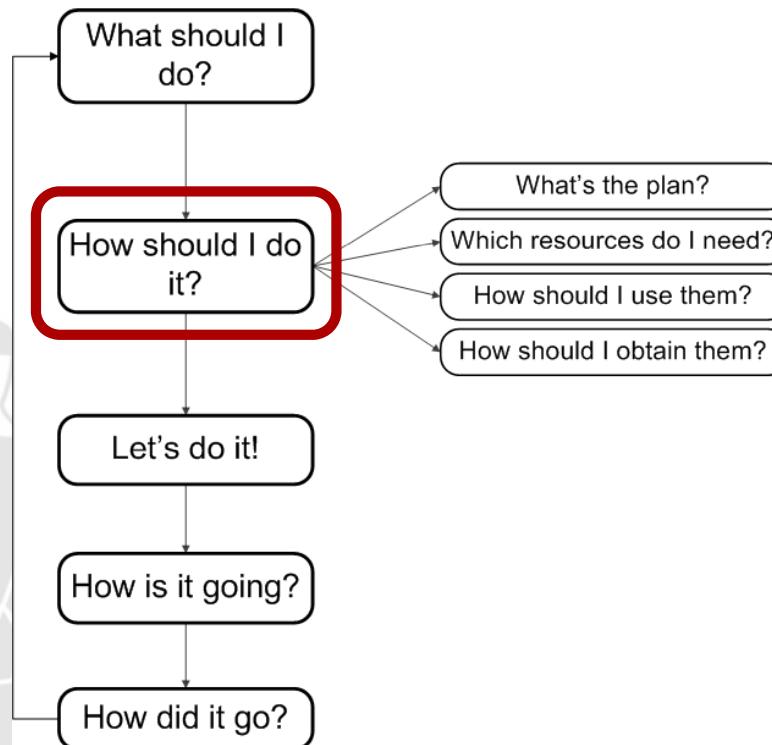 What should I
do?
How should I do
it?
What's the plan?
Which resources do I need?
How should I use them?
How should I obtain them?
Let's do it!
How is it going?
How did it go?